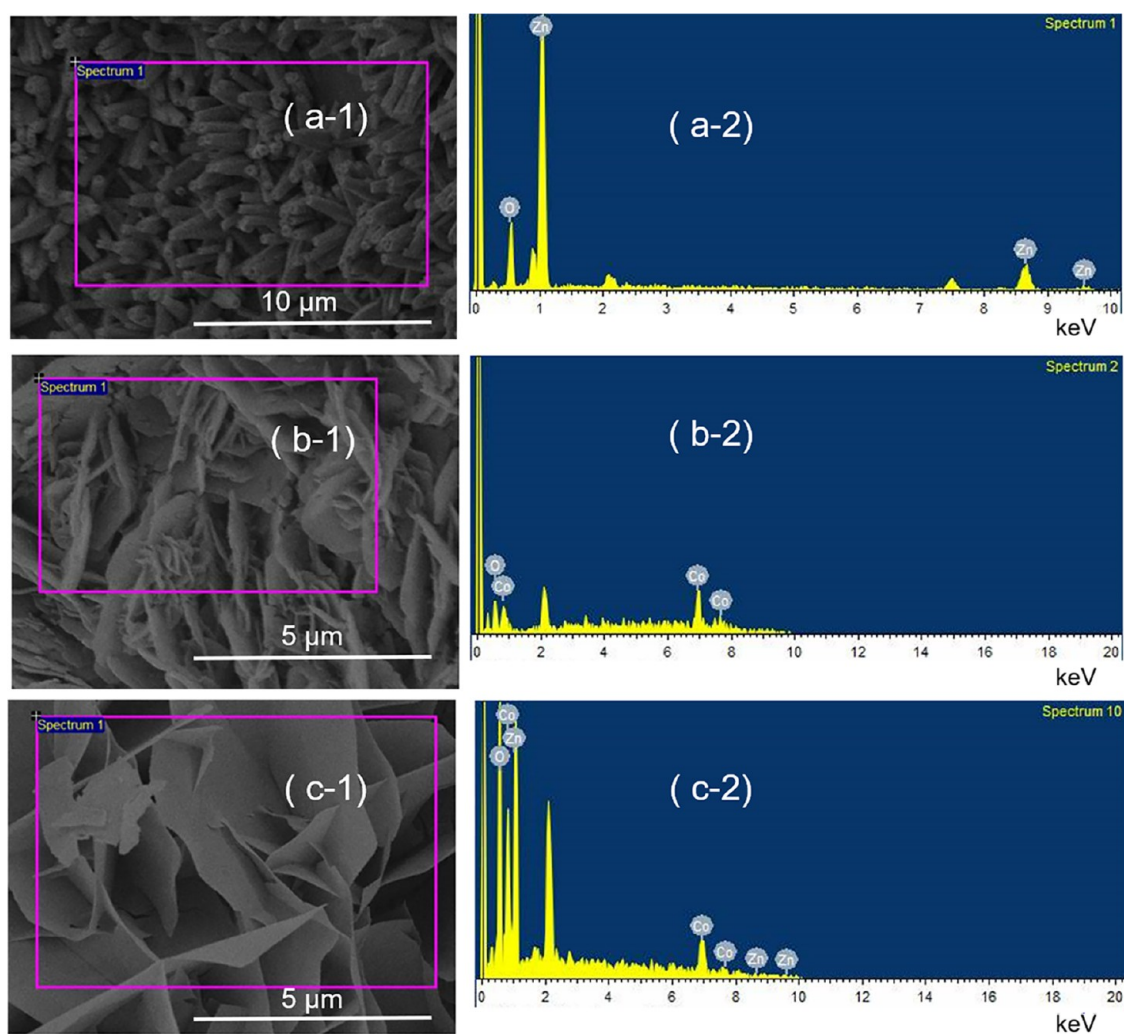 Spectrum 1
( a-1)
10 μm
Spectrum 1
Zn
( a-2)
O
Zn
Zn
0 1 2 3 4 5 6 7 8 9 10
keV
Spectrum 1
( b-1)
5 μm
Spectrum 2
( b-2)
O
Co
Co
Co
0 2 4 6 8 10 12 14 16 18 20
keV
Spectrum 1
( c-1)
5 μm
Spectrum 10
Co
Zn
O
( c-2)
Co
Co
Zn
Zn
0 2 4 6 8 10 12 14 16 18 20
keV